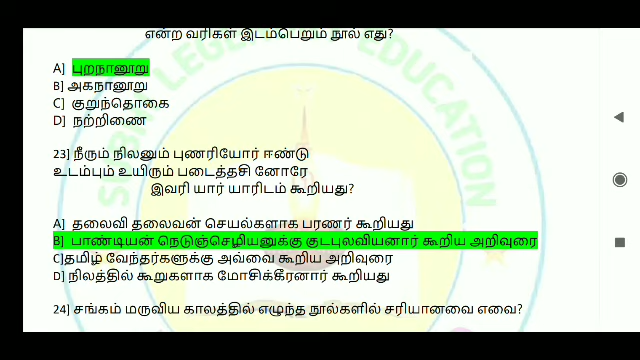 என்ற வரிகள் இடம்பெறும் நூல் எது?
A] புறநானூறு
B] அகநானூறு
C] குறுந்தொகை
D] நற்றிணை
23] நீரும் நிலனும் புணரியோர் ஈண்டு
உடம்பும் உயிரும் படைத்தசி னோரே
இவரி யார் யாரிடம் கூறியது?
A] தலைவி தலைவன் செயல்களாக பரணர் கூறியது
B] பாண்டியன் நெடுஞ்செழியனுக்கு குடபுலவியனார் கூறிய அறிவுரை
C]தமிழ் வேந்தர்களுக்கு அவ்வை கூறிய அறிவுரை
D] நிலத்தில் கூறுகளாக மோசிக்கீரனார் கூறியது
24] சங்கம் மருவிய காலத்தில் எழுந்த நூல்களில் சரியானவை எவை?